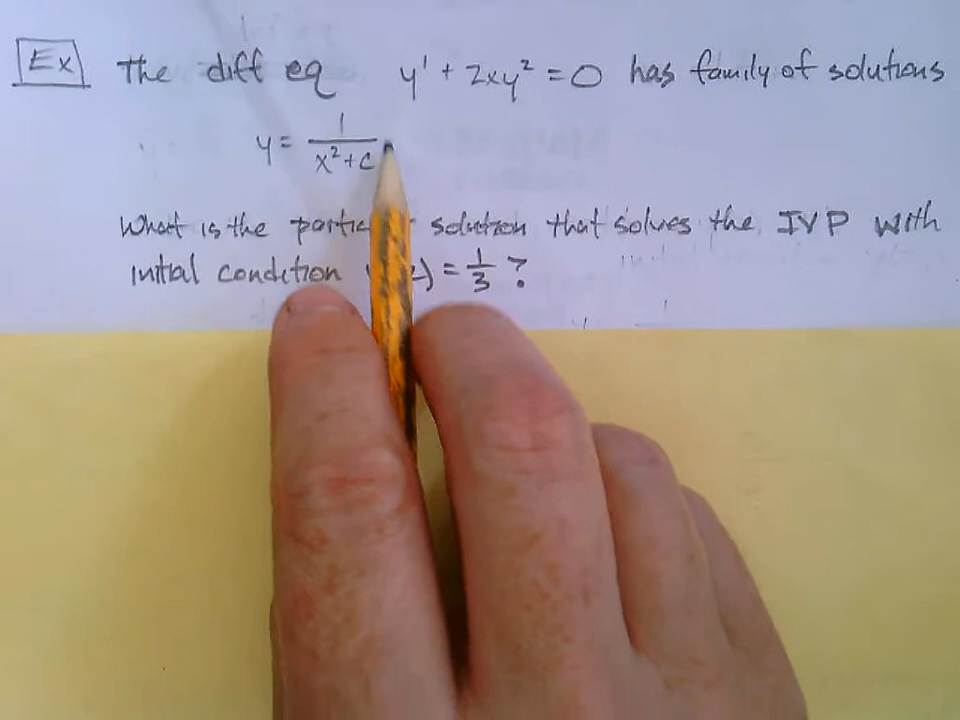 Ex The diff eq y' + 2xy² = 0 has family of solutions
y = 1/(x² + c)
What is the solution that solves the IVP with
initial condition ) = 1/3 ?